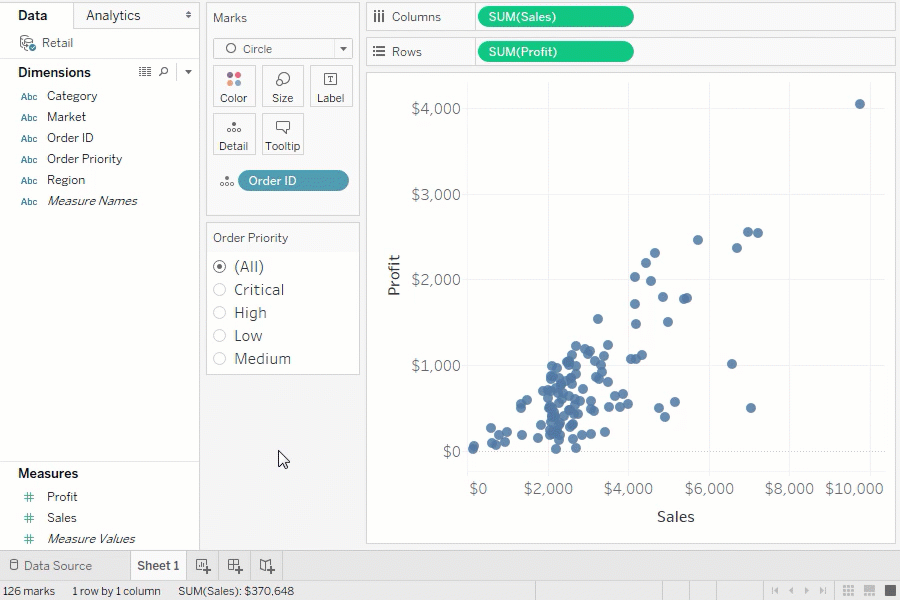 Data
Analytics
Retail
Dimensions
Abc Category
Abc Market
Abc Order ID
Abc Order Priority
Abc Region
Abc Measure Names
Measures
# Profit
# Sales
# Measure Values
Marks
Circle
Color Size Label
T
Detail Tooltip
Order ID
Order Priority
(All)
Critical
High
Low
Medium
Columns SUM(Sales)
Rows SUM(Profit)
$4,000
$3,000
$2,000
$1,000
$0
Profit
$0 $2,000 $4,000 $6,000 $8,000 $10,000
Sales
Data Source Sheet 1
126 marks 1 row by 1 column SUM(Sales): $370,648